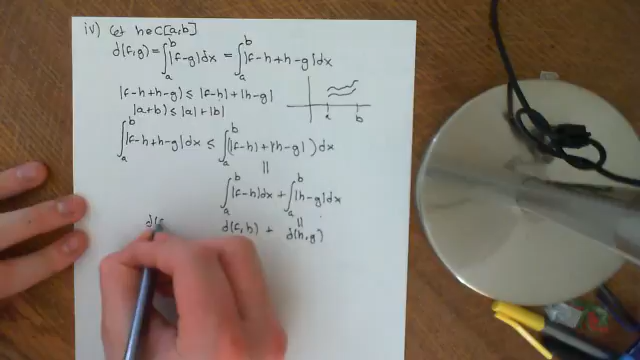 iv) Let h∈C[a,b]
d(f,g) = ∫_a^b |f-g|dx = ∫_a^b |f-h+h-g|dx
|f-h+h-g| ≤ |f-h| + |h-g|
|a+b| ≤ |a|+|b|
a b
∫_a^b |f-h+h-g|dx ≤ ∫_a^b (|f-h| + |h-g|) dx
||
∫_a^b |f-h|dx + ∫_a^b |h-g|dx
||
d(f,h) + d(h,g)
d(f